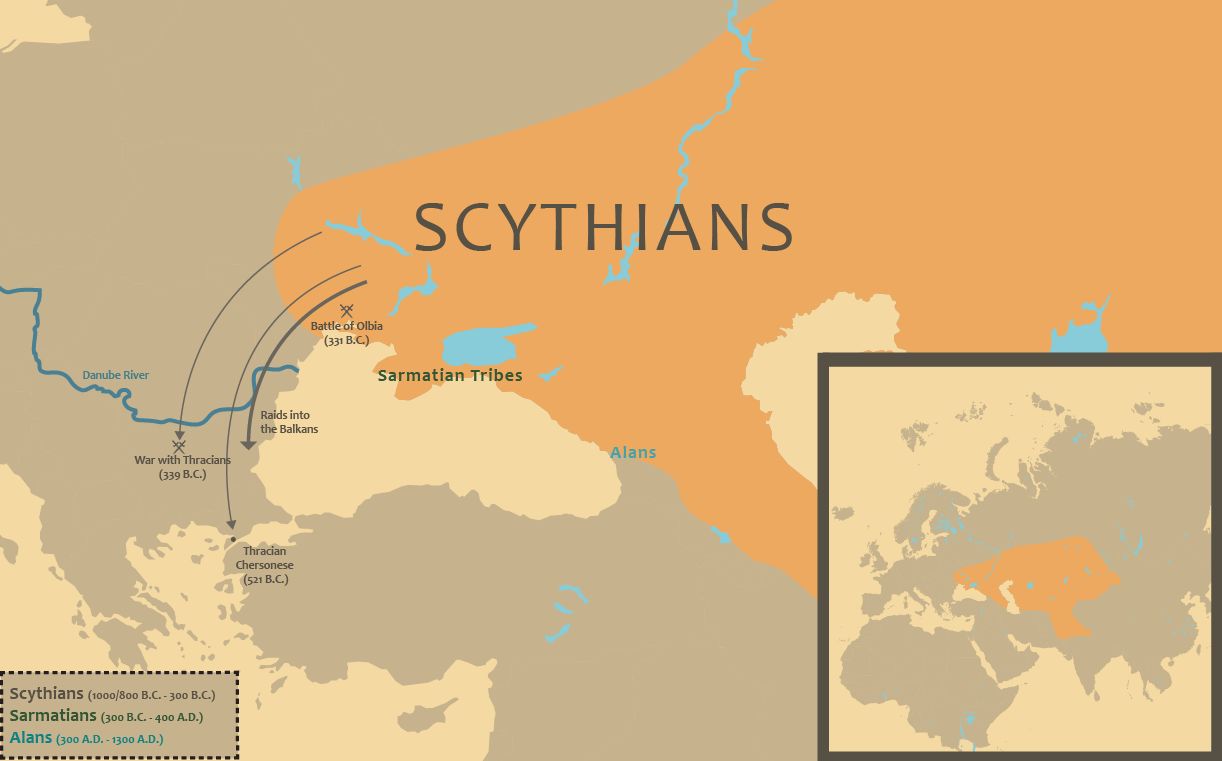 SCYTHIANS
Battle of Olbia
(331 B.C.)
Danube River
Sarmatian Tribes
Raids into
the Balkans
Alans
War with Thracians
(339 B.C.)
Thracian
Chersonese
(521 B.C.)
Scythians (1000/800 B.C. - 300 B.C.)
Sarmatians (300 B.C. - 400 A.D.)
Alans (300 A.D. - 1300 A.D.)